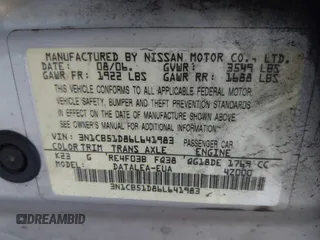 MANUFACTURED BY NISSAN MOTOR CO., LTD.
DATE: 08/06. GVWR: 3549 LBS
GAWR FR: 1922 LBS GAWR RR: 1688 LBS
THIS VEHICLE CONFORMS TO ALL APPLICABLE FEDERAL MOTOR
VEHICLE SAFETY, BUMPER, AND THEFT PREVENTION STANDARDS
IN EFFECT ON THE DATE OF MANUFACTURE SHOWN ABOVE.
SEE OWNER'S MANUAL FOR ADDITIONAL INFORMATION.
VIN: 3N1CB51D86L641983 PASSENGER CAR
COLOR TRIM TRANS AXLE ENGINE
K23 G RE4F03B FQ38 QG18DE 1769 CC
MODEL: DATALEA-EUA 42000
3N1CB51D86L641983
DREAMBID